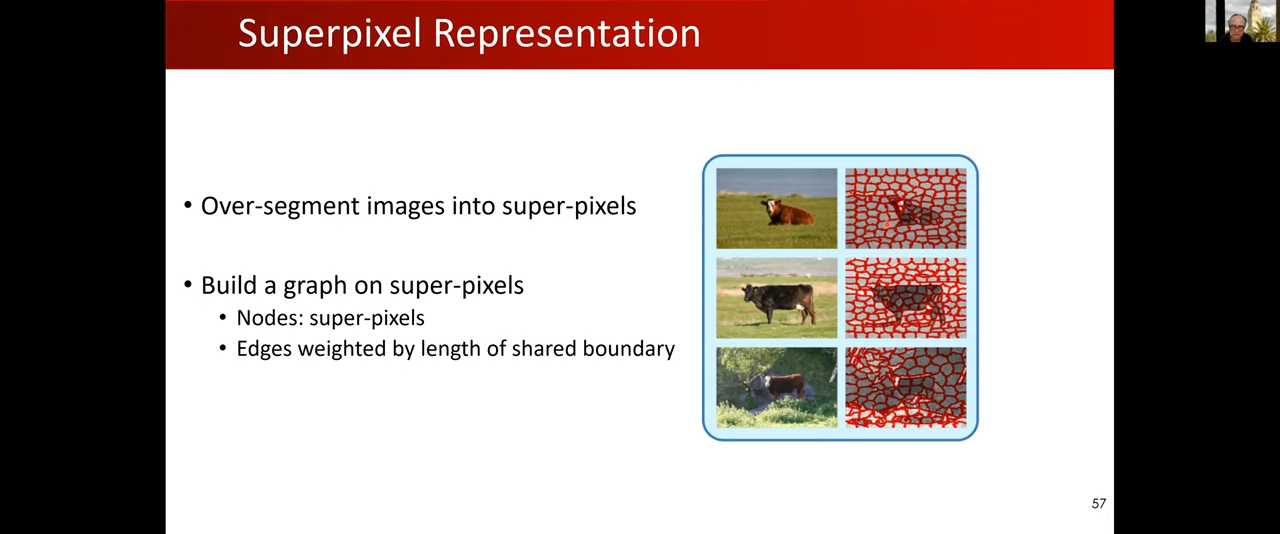 Superpixel Representation
• Over-segment images into super-pixels
• Build a graph on super-pixels
• Nodes: super-pixels
• Edges weighted by length of shared boundary
57